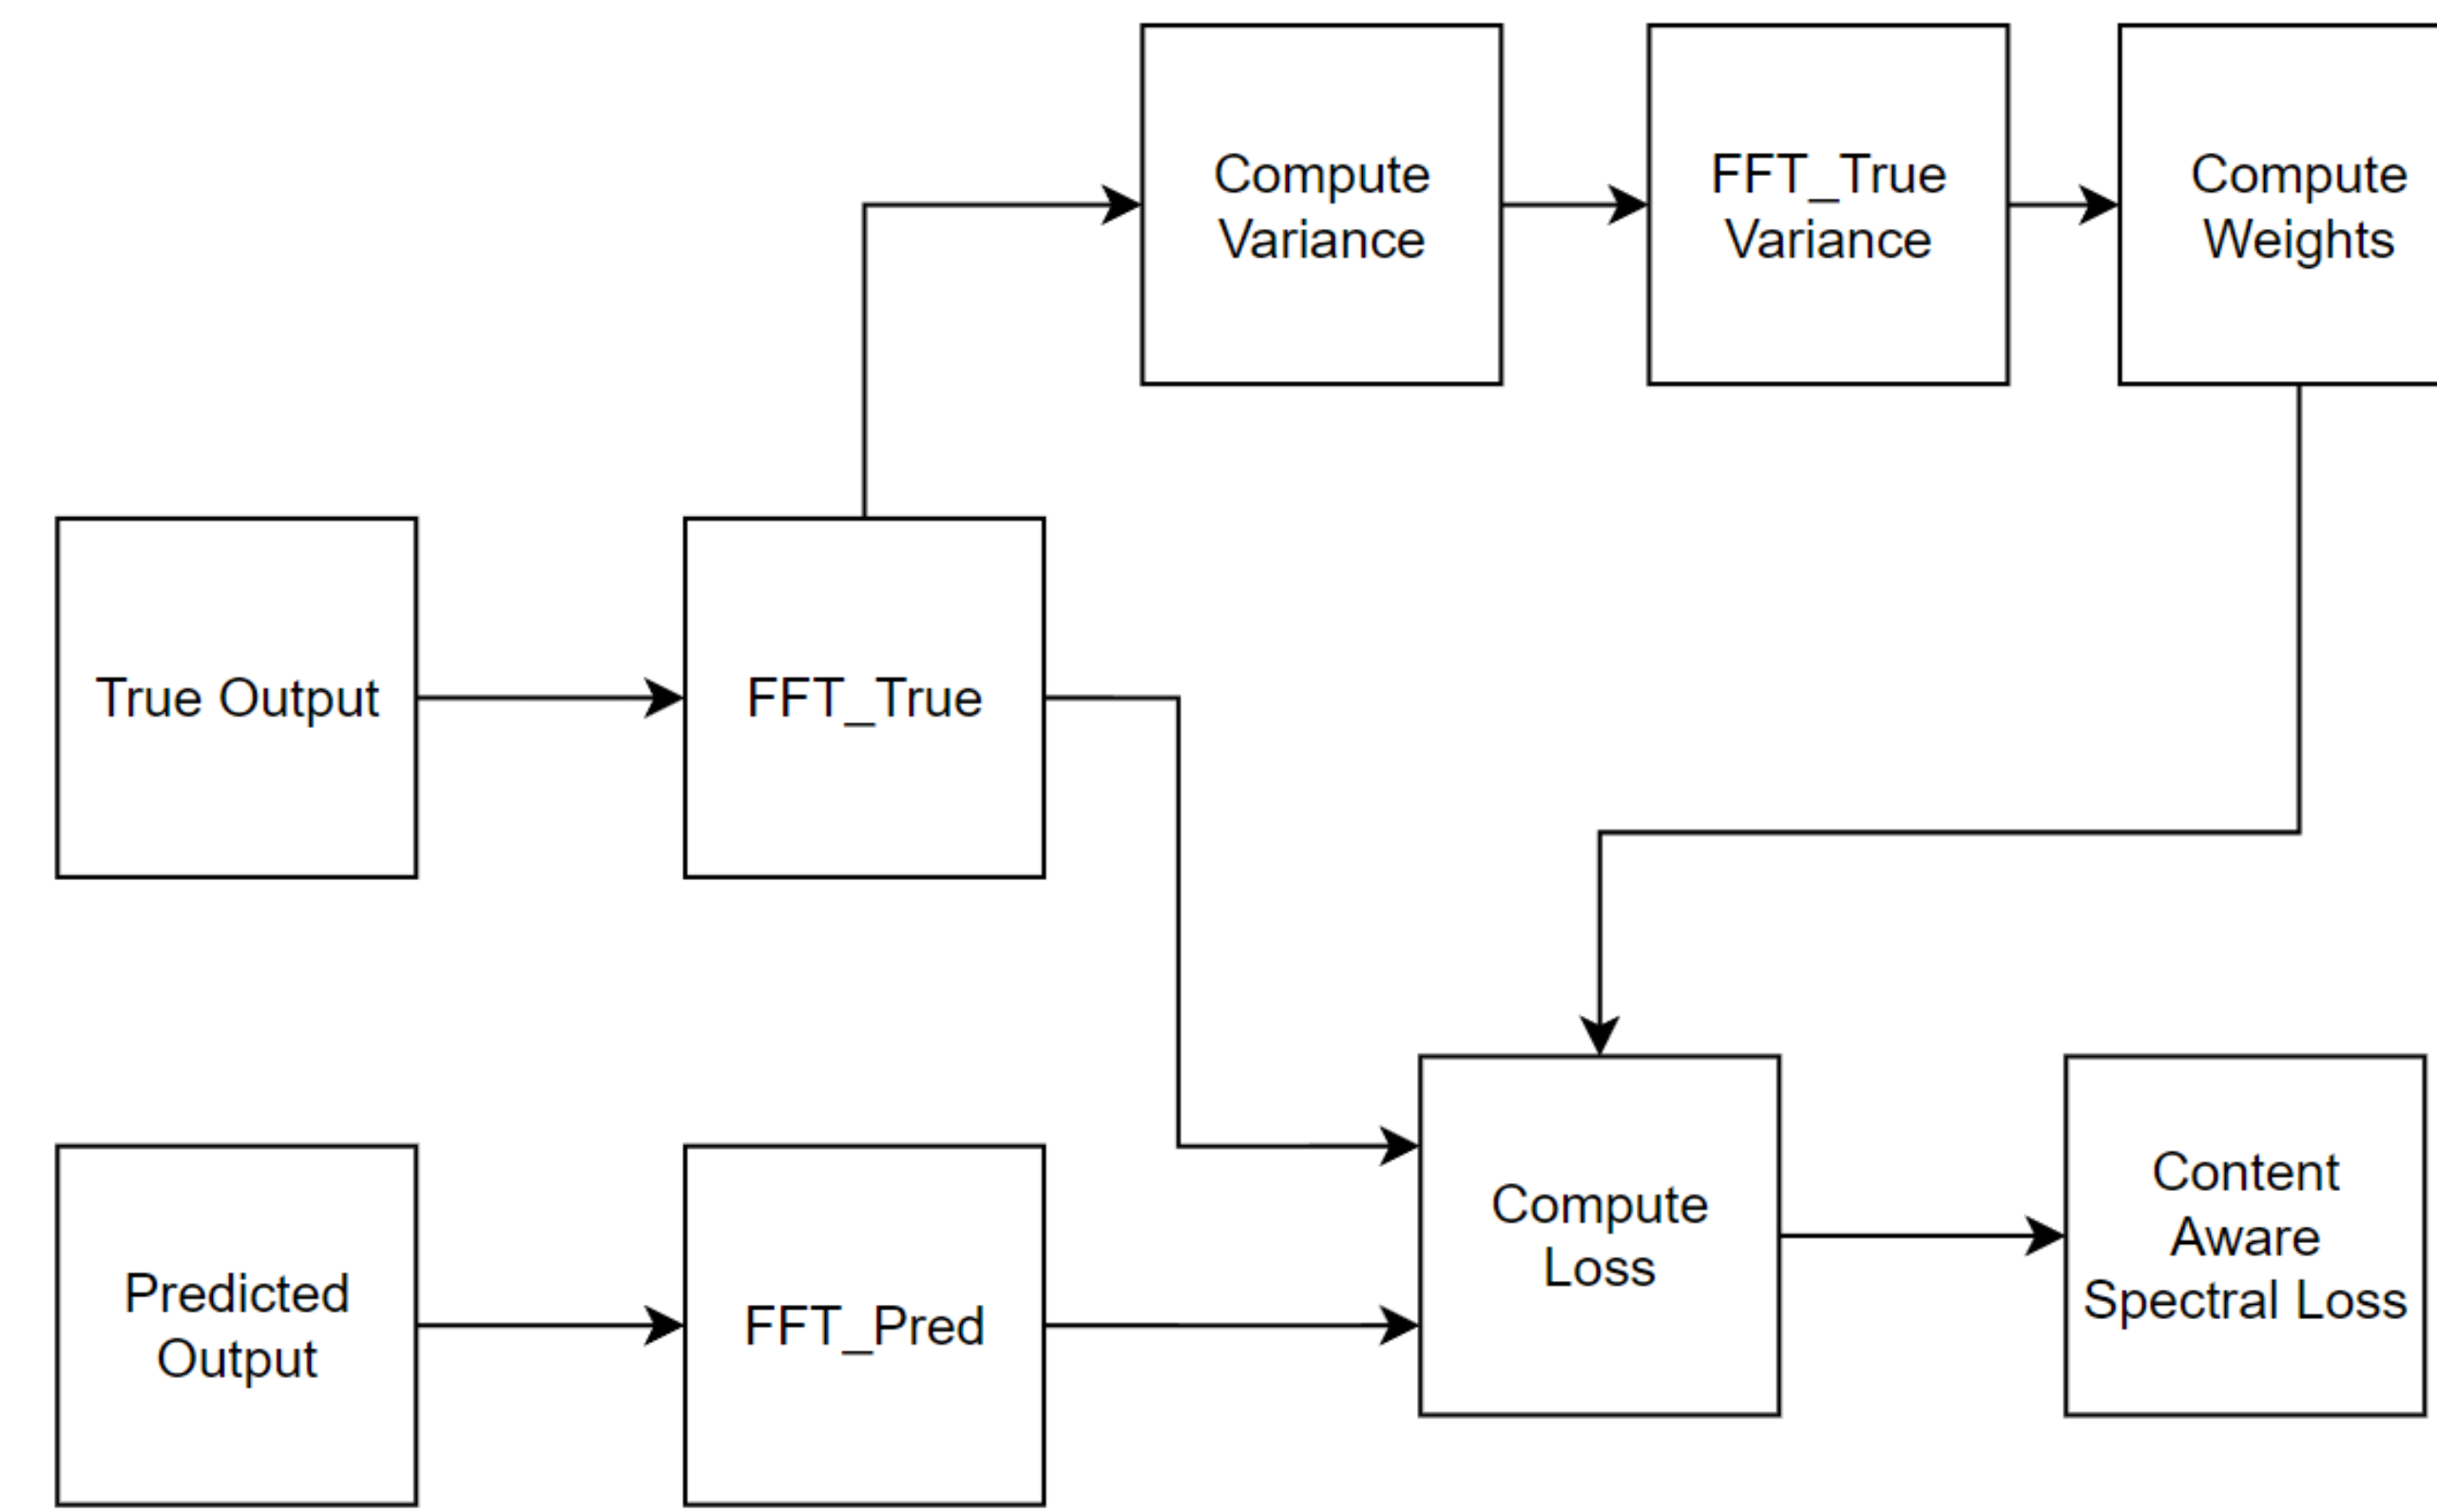 Compute
Variance
FFT_True
Variance
Compute
Weights
True Output
FFT_True
Predicted
Output
FFT_Pred
Compute
Loss
Content
Aware
Spectral Loss